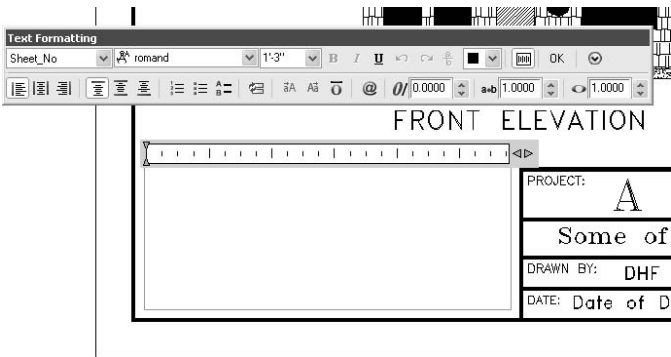 Text Formatting
Sheet_No romand 1'-3" B I U OK
0.0000 a•b 1.0000 1.0000
FRONT ELEVATION
PROJECT: A
Some of
DRAWN BY: DHF
DATE: Date of D